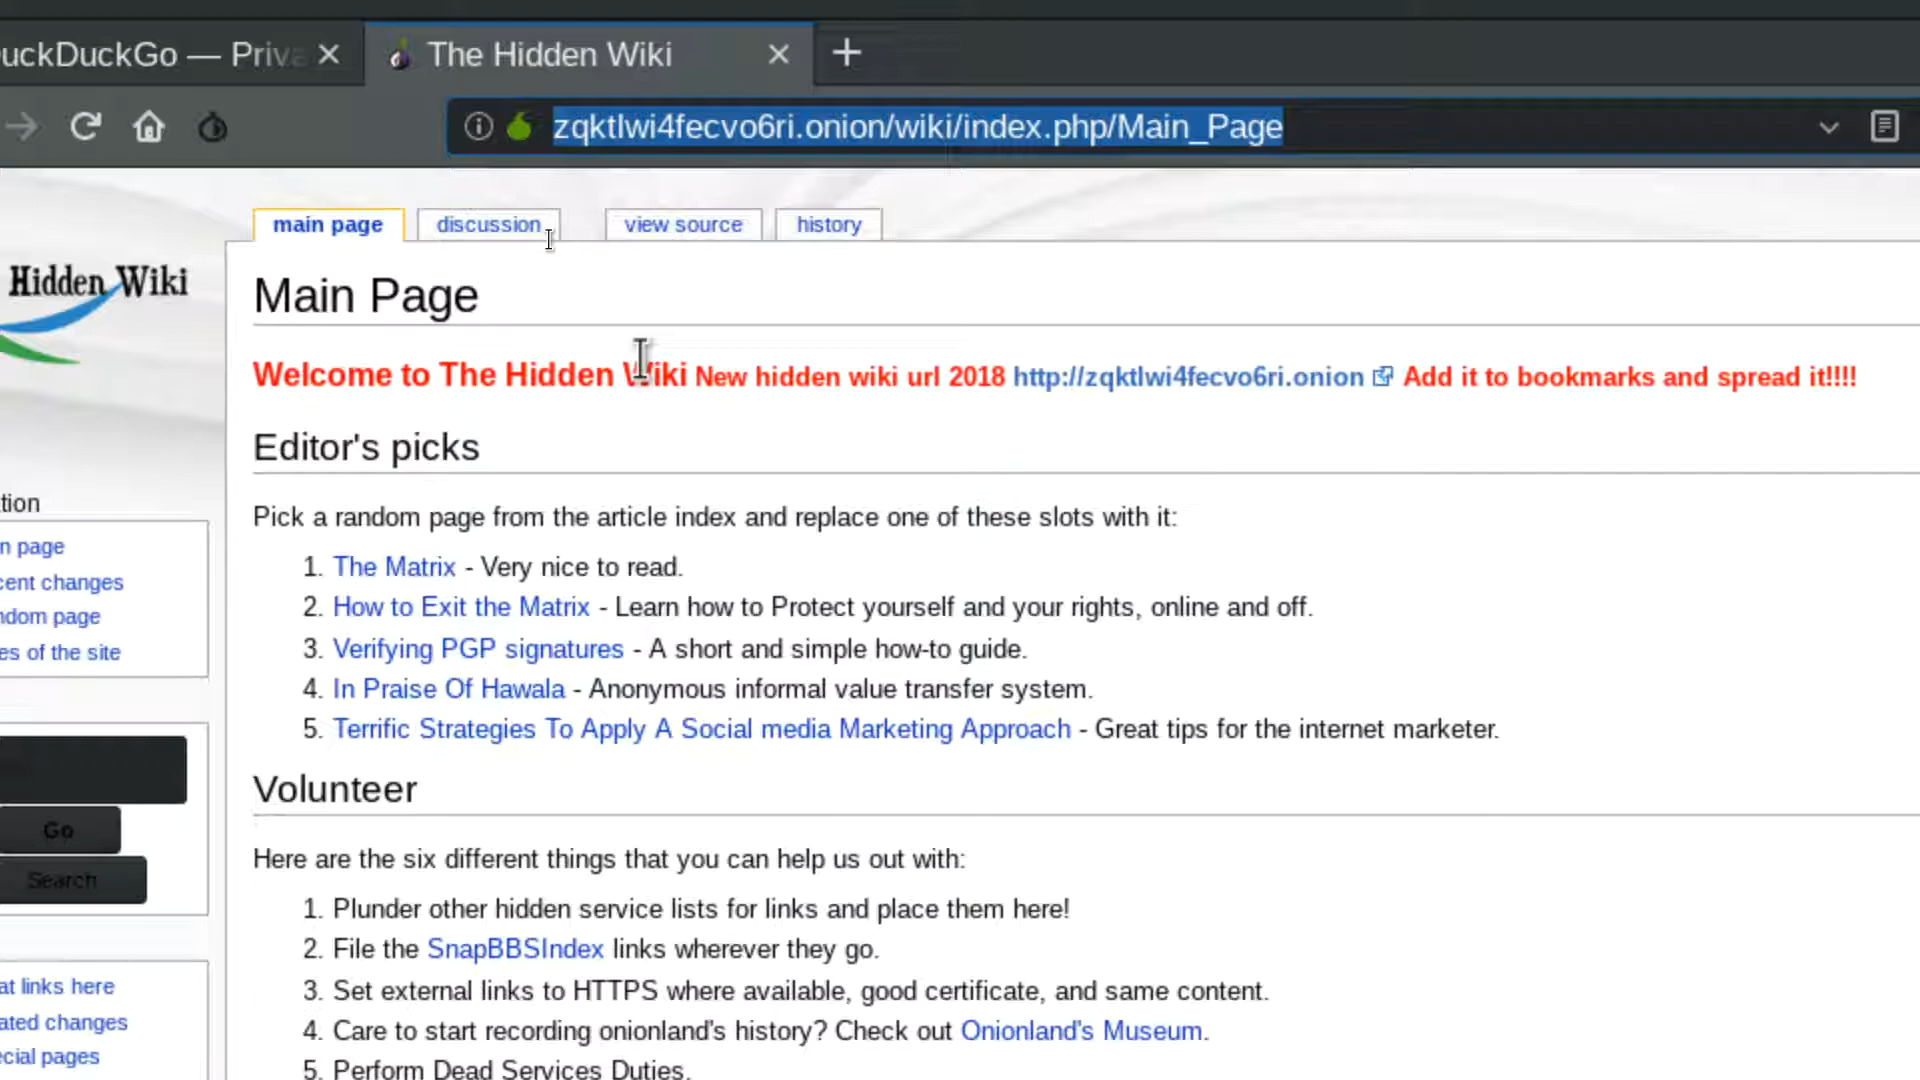 uckDuckGo — Priva
The Hidden Wiki
zqktlwi4fecvo6ri.onion/wiki/index.php/Main_Page
main page
discussion
view source
history
Hidden Wiki
Main Page
Welcome to The Hidden Wiki New hidden wiki url 2018 http://zqktlwi4fecvo6ri.onion Add it to bookmarks and spread it!!!!
Editor's picks
Pick a random page from the article index and replace one of these slots with it:
1. The Matrix - Very nice to read.
2. How to Exit the Matrix - Learn how to Protect yourself and your rights, online and off.
3. Verifying PGP signatures - A short and simple how-to guide.
4. In Praise Of Hawala - Anonymous informal value transfer system.
5. Terrific Strategies To Apply A Social media Marketing Approach - Great tips for the internet marketer.
Volunteer
Here are the six different things that you can help us out with:
1. Plunder other hidden service lists for links and place them here!
2. File the SnapBBSIndex links wherever they go.
3. Set external links to HTTPS where available, good certificate, and same content.
4. Care to start recording onionland's history? Check out Onionland's Museum.
5. Perform Dead Services Duties.
tion
n page
cent changes
ndom page
es of the site
Go
Search
at links here
ated changes
ecial pages